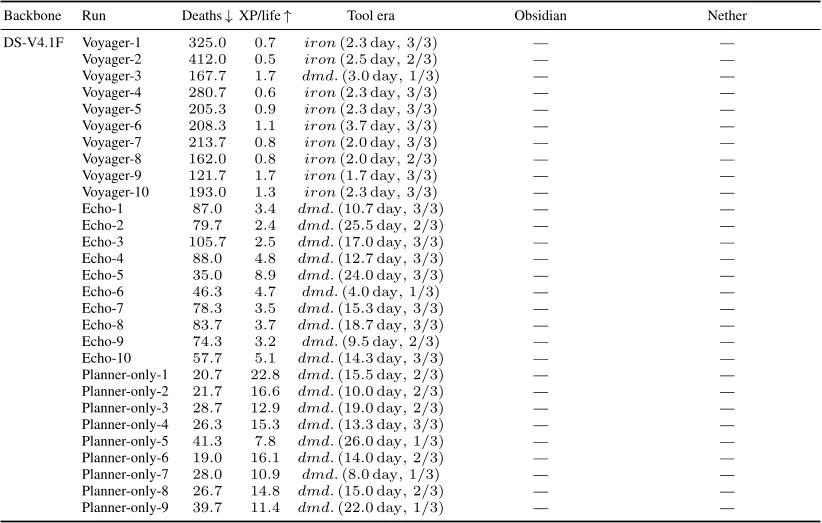 Backbone Run Deaths↓ XP/life↑ Tool era Obsidian Nether
DS-V4.1F Voyager-1 325.0 0.7 iron (2.3 day, 3/3) — —
Voyager-2 412.0 0.5 iron (2.5 day, 2/3) — —
Voyager-3 167.7 1.7 dmd. (3.0 day, 1/3) — —
Voyager-4 280.7 0.6 iron (2.3 day, 3/3) — —
Voyager-5 205.3 0.9 iron (2.3 day, 3/3) — —
Voyager-6 208.3 1.1 iron (3.7 day, 3/3) — —
Voyager-7 213.7 0.8 iron (2.0 day, 3/3) — —
Voyager-8 162.0 0.8 iron (2.0 day, 2/3) — —
Voyager-9 121.7 1.7 iron (1.7 day, 3/3) — —
Voyager-10 193.0 1.3 iron (2.3 day, 3/3) — —
Echo-1 87.0 3.4 dmd. (10.7 day, 3/3) — —
Echo-2 79.7 2.4 dmd. (25.5 day, 2/3) — —
Echo-3 105.7 2.5 dmd. (17.0 day, 3/3) — —
Echo-4 88.0 4.8 dmd. (12.7 day, 3/3) — —
Echo-5 35.0 8.9 dmd. (24.0 day, 3/3) — —
Echo-6 46.3 4.7 dmd. (4.0 day, 1/3) — —
Echo-7 78.3 3.5 dmd. (15.3 day, 3/3) — —
Echo-8 83.7 3.7 dmd. (18.7 day, 3/3) — —
Echo-9 74.3 3.2 dmd. (9.5 day, 2/3) — —
Echo-10 57.7 5.1 dmd. (14.3 day, 3/3) — —
Planner-only-1 20.7 22.8 dmd. (15.5 day, 2/3) — —
Planner-only-2 21.7 16.6 dmd. (10.0 day, 2/3) — —
Planner-only-3 28.7 12.9 dmd. (19.0 day, 2/3) — —
Planner-only-4 26.3 15.3 dmd. (13.3 day, 3/3) — —
Planner-only-5 41.3 7.8 dmd. (26.0 day, 1/3) — —
Planner-only-6 19.0 16.1 dmd. (14.0 day, 2/3) — —
Planner-only-7 28.0 10.9 dmd. (8.0 day, 1/3) — —
Planner-only-8 26.7 14.8 dmd. (15.0 day, 2/3) — —
Planner-only-9 39.7 11.4 dmd. (22.0 day, 1/3) — —